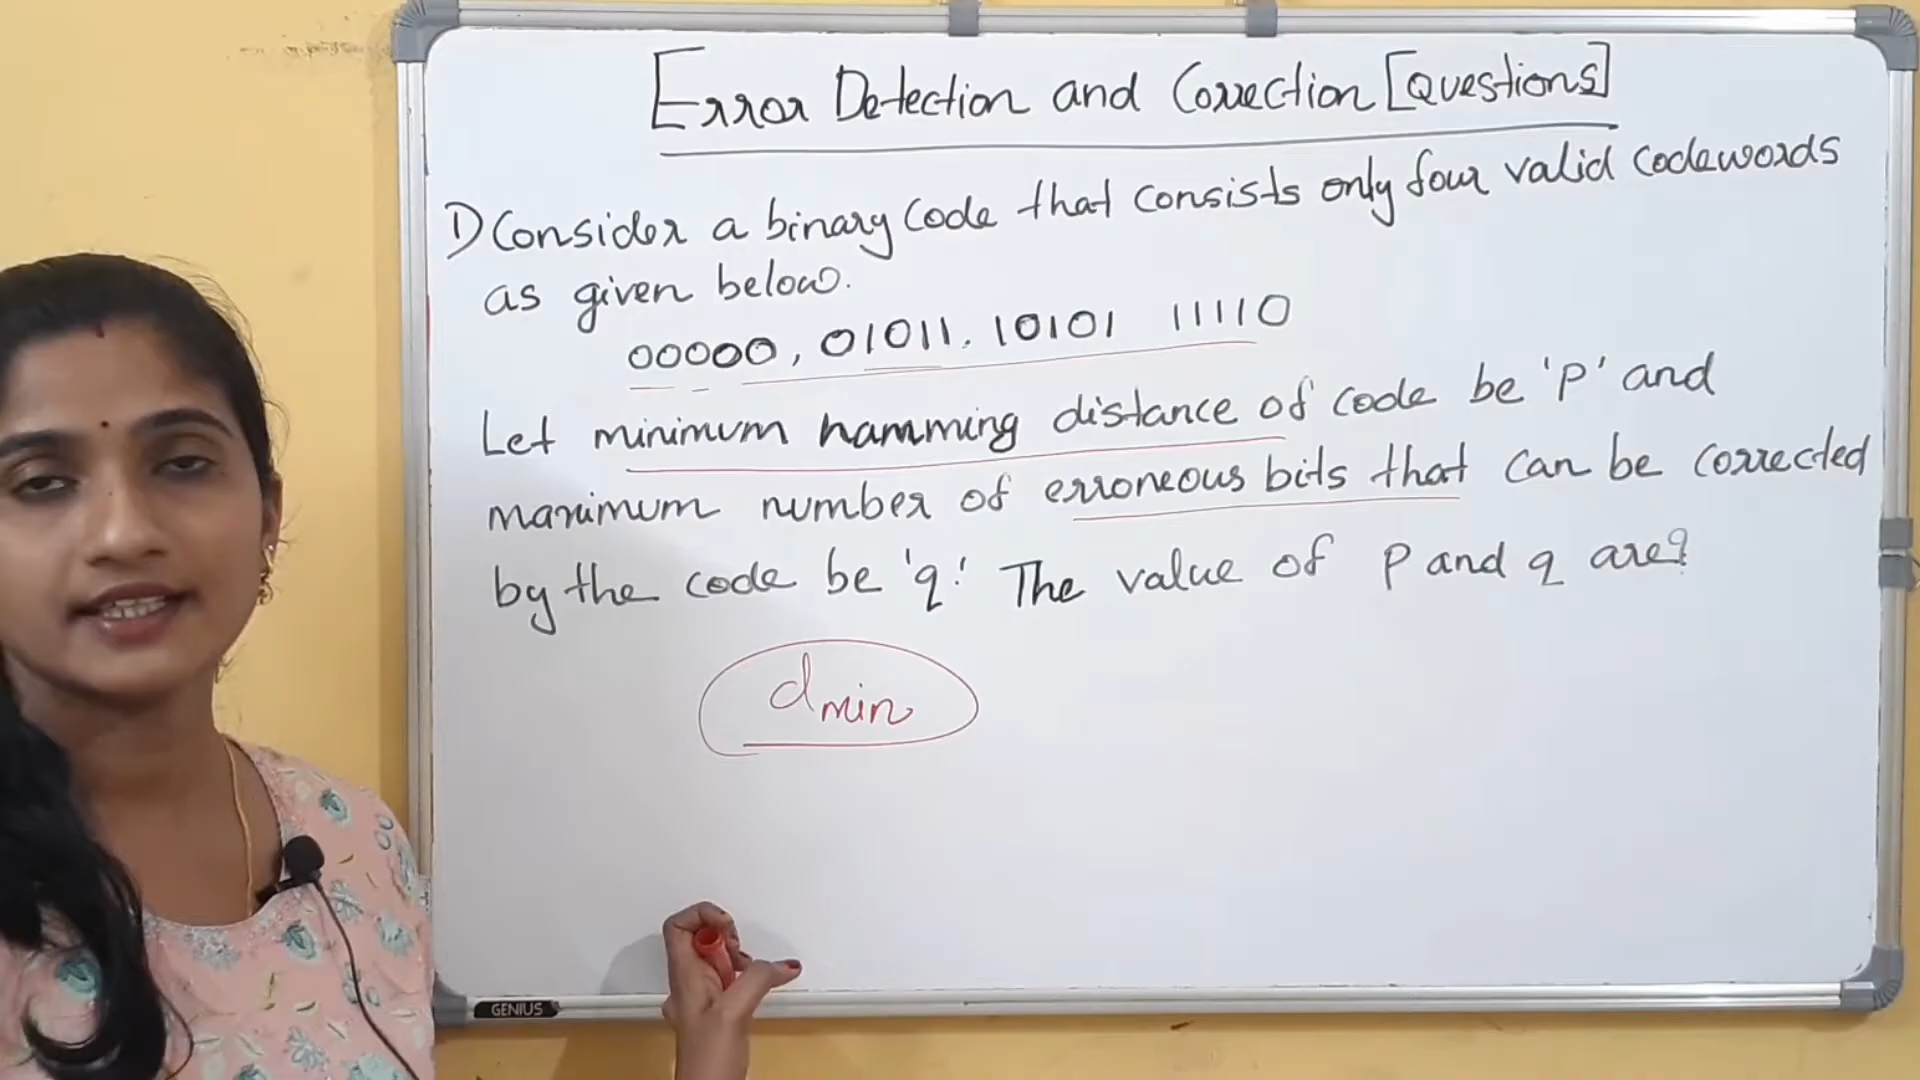 Error Detection and Correction [Questions]
1) Consider a binary code that consists only four valid codewords
as given below.
00000, 01011, 10101 11110
Let minimum hamming distance of code be 'P' and
maximum number of erroneous bits that can be corrected
by the code be 'q'. The value of P and q are?
dmin
GENIUS